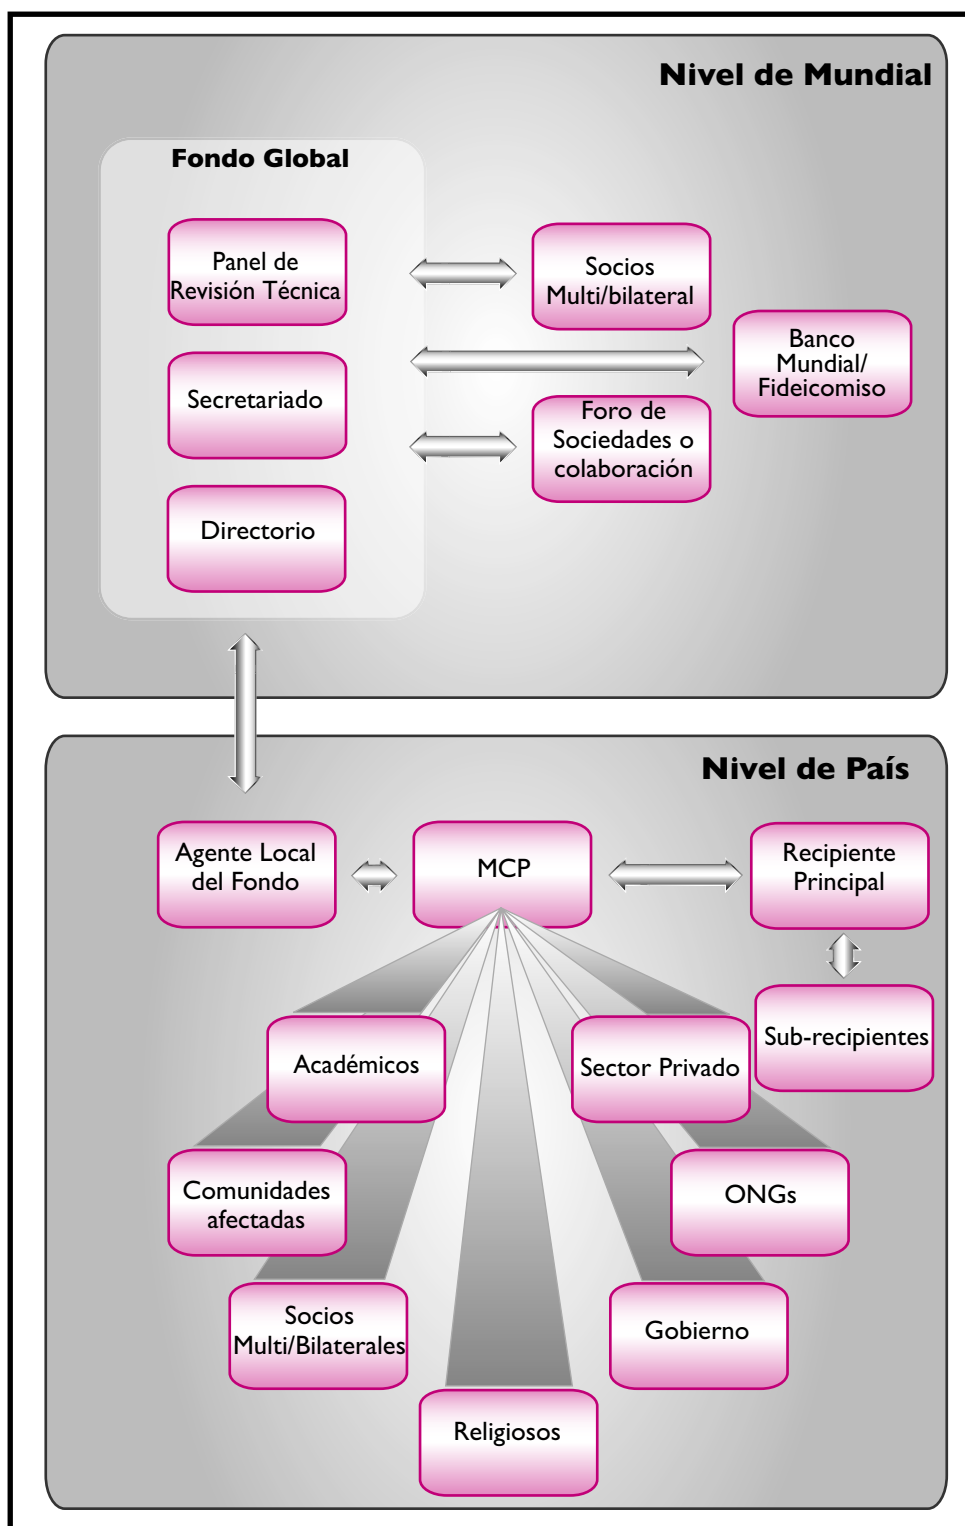 Nivel de Mundial
Fondo Global
Panel de
Revisión Técnica
Socios
Multi/bilateral
Banco
Mundial/
Fideicomiso
Secretariado
Foro de
Sociedades o
colaboración
Directorio
Nivel de País
Agente Local
del Fondo
MCP
Recipiente
Principal
Sub-recipientes
Académicos
Sector Privado
Comunidades
afectadas
ONGs
Socios
Multi/Bilaterales
Gobierno
Religiosos